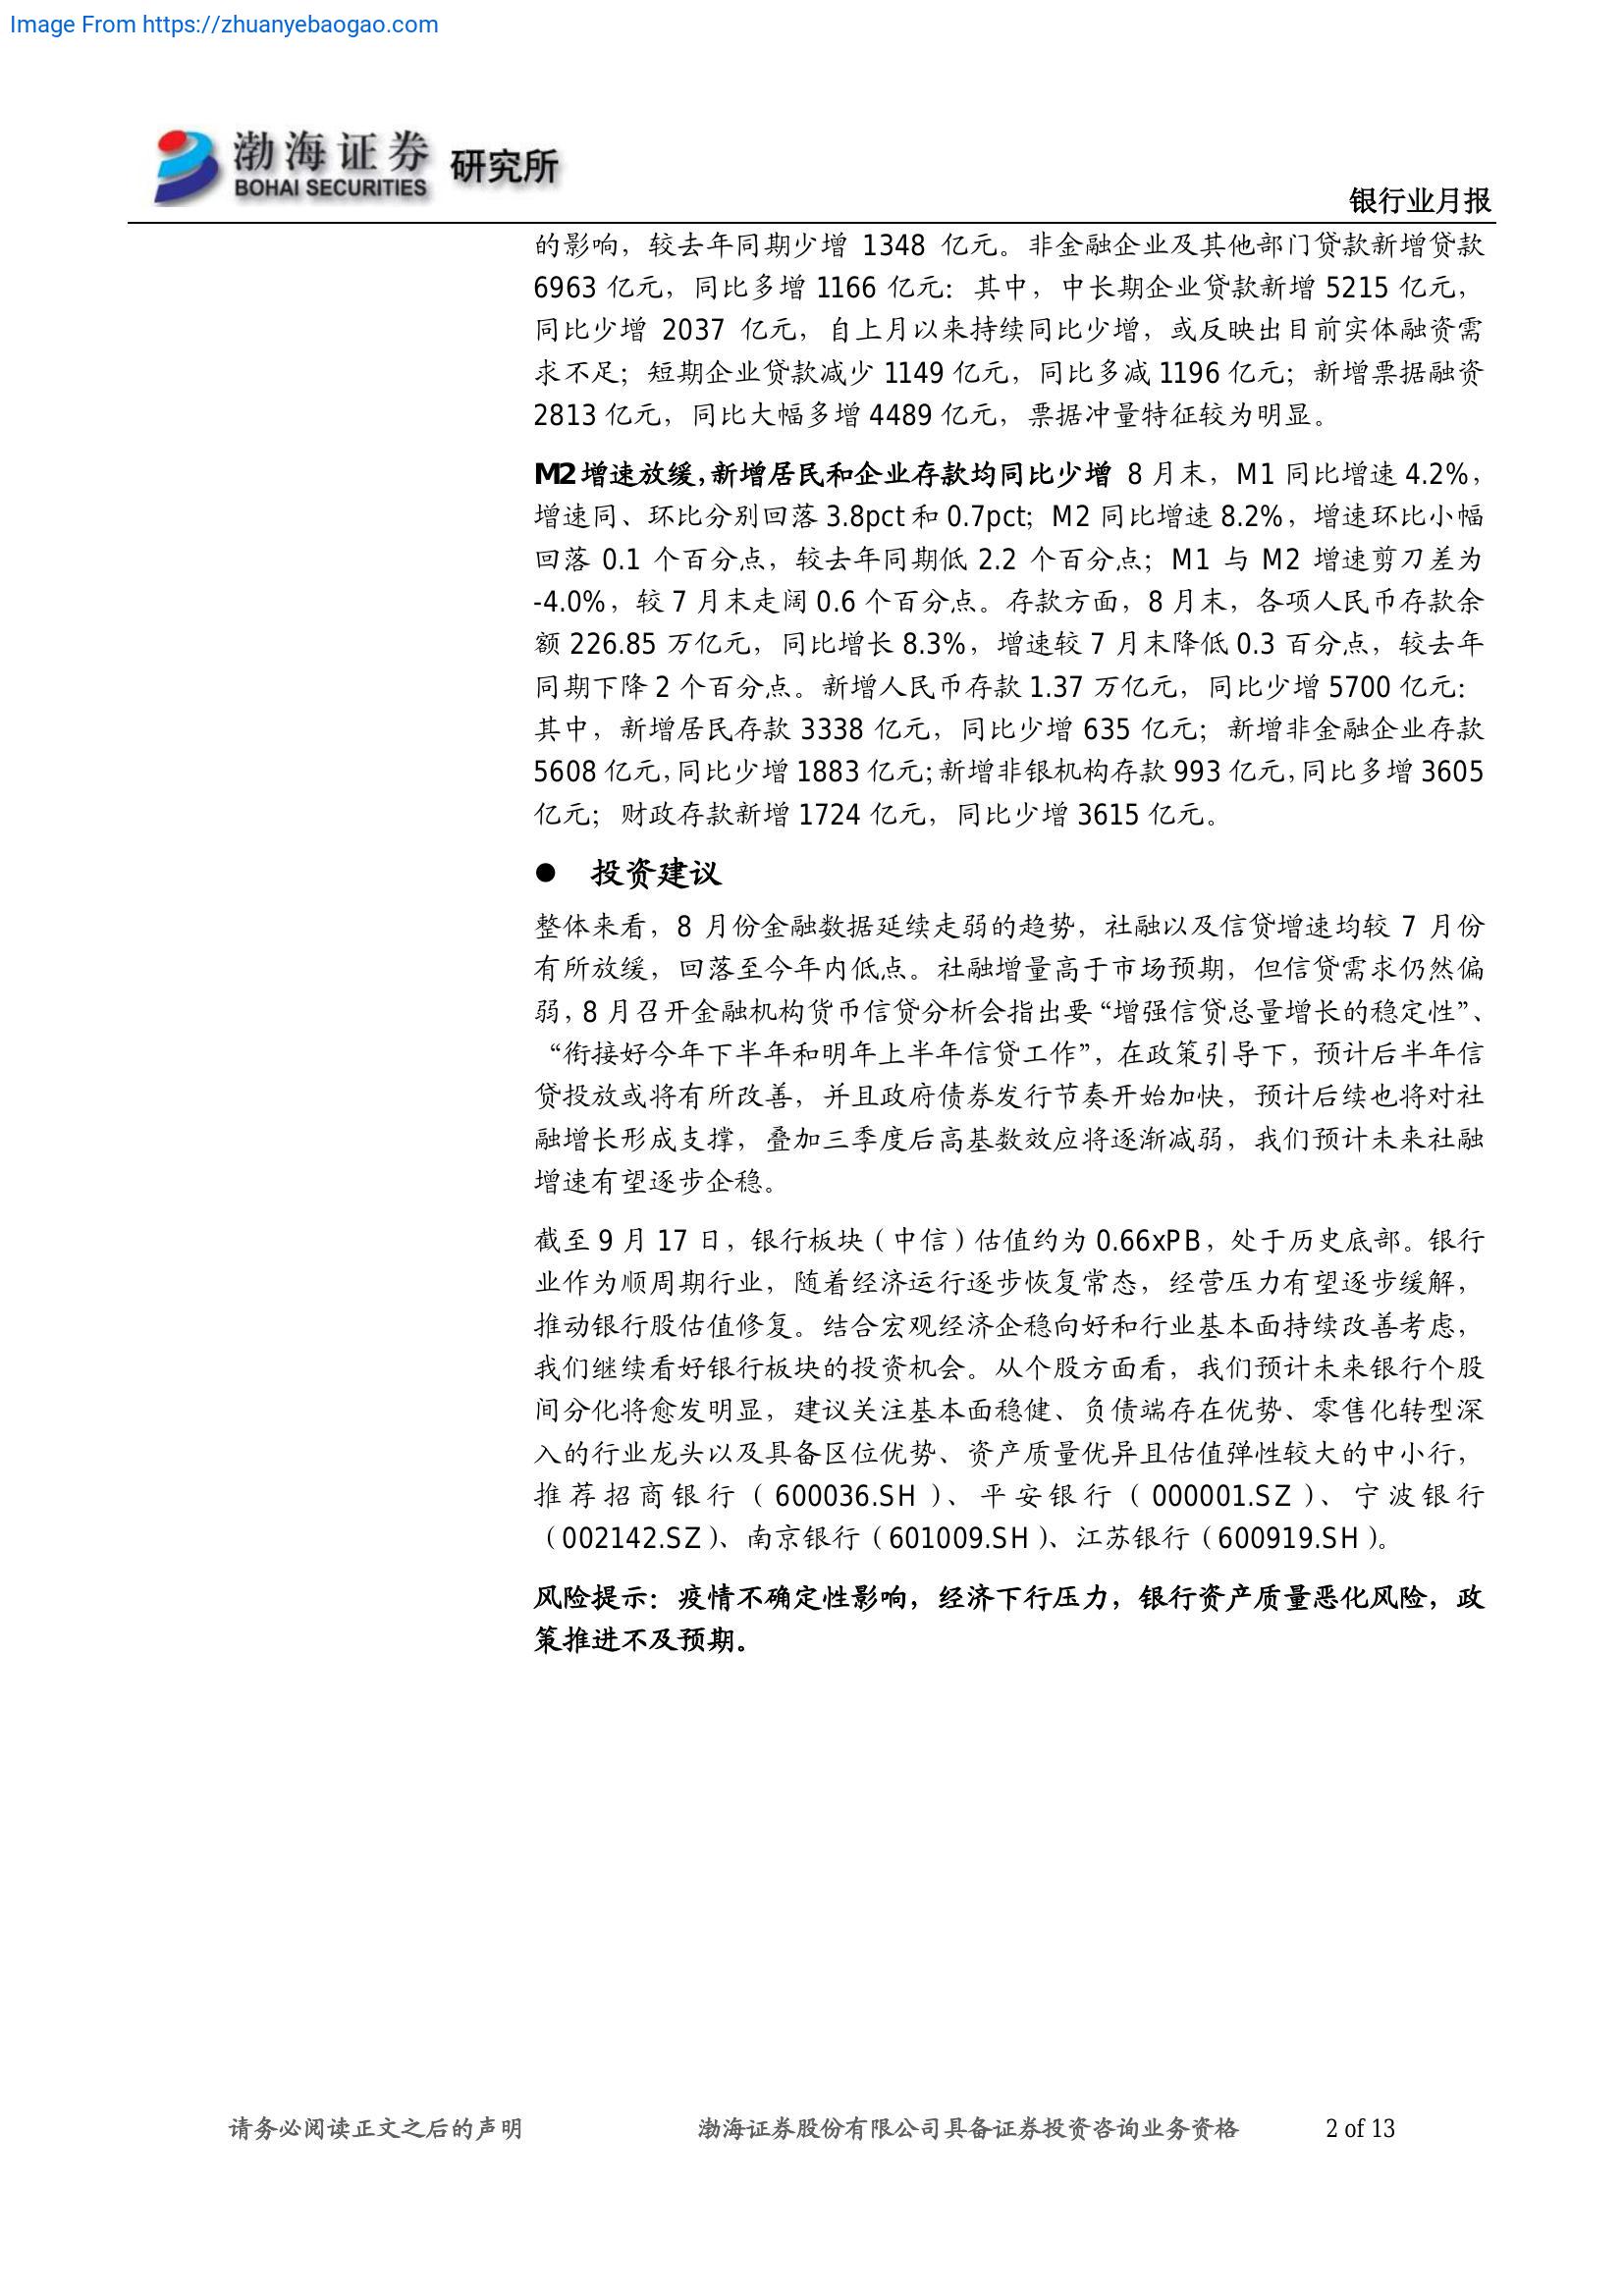 Image From https://zhuanyebaogao.com
渤海证券 研究所
BOHAI SECURITIES
银行业月报
的影响，较去年同期少增 1348 亿元。非金融企业及其他部门贷款新增贷款
6963 亿元，同比多增 1166 亿元：其中，中长期企业贷款新增 5215 亿元，
同比少增 2037 亿元，自上月以来持续同比少增，或反映出目前实体融资需
求不足；短期企业贷款减少 1149 亿元，同比多减 1196 亿元；新增票据融资
2813 亿元，同比大幅多增 4489 亿元，票据冲量特征较为明显。
M2 增速放缓，新增居民和企业存款均同比少增 8 月末，M1 同比增速 4.2%，
增速同、环比分别回落 3.8pct 和 0.7pct；M2 同比增速 8.2%，增速环比小幅
回落 0.1 个百分点，较去年同期低 2.2 个百分点；M1 与 M2 增速剪刀差为
-4.0%，较 7 月末走阔 0.6 个百分点。存款方面，8 月末，各项人民币存款余
额 226.85 万亿元，同比增长 8.3%，增速较 7 月末降低 0.3 百分点，较去年
同期下降 2 个百分点。新增人民币存款 1.37 万亿元，同比少增 5700 亿元：
其中，新增居民存款 3338 亿元，同比少增 635 亿元；新增非金融企业存款
5608 亿元，同比少增 1883 亿元；新增非银机构存款 993 亿元，同比多增 3605
亿元；财政存款新增 1724 亿元，同比少增 3615 亿元。
● 投资建议
整体来看，8 月份金融数据延续走弱的趋势，社融以及信贷增速均较 7 月份
有所放缓，回落至今年内低点。社融增量高于市场预期，但信贷需求仍然偏
弱，8 月召开金融机构货币信贷分析会指出要“增强信贷总量增长的稳定性”、
“衔接好今年下半年和明年上半年信贷工作”，在政策引导下，预计后半年信
贷投放或将有所改善，并且政府债券发行节奏开始加快，预计后续也将对社
融增长形成支撑，叠加三季度后高基数效应将逐渐减弱，我们预计未来社融
增速有望逐步企稳。
截至 9 月 17 日，银行板块（中信）估值约为 0.66xPB，处于历史底部。银行
业作为顺周期行业，随着经济运行逐步恢复常态，经营压力有望逐步缓解，
推动银行股估值修复。结合宏观经济企稳向好和行业基本面持续改善考虑，
我们继续看好银行板块的投资机会。从个股方面看，我们预计未来银行个股
间分化将愈发明显，建议关注基本面稳健、负债端存在优势、零售化转型深
入的行业龙头以及具备区位优势、资产质量优异且估值弹性较大的中小行，
推荐招商银行（600036.SH）、平安银行（000001.SZ）、宁波银行
（002142.SZ）、南京银行（601009.SH）、江苏银行（600919.SH）。
风险提示：疫情不确定性影响，经济下行压力，银行资产质量恶化风险，政
策推进不及预期。
请务必阅读正文之后的声明 渤海证券股份有限公司具备证券投资咨询业务资格 2 of 13